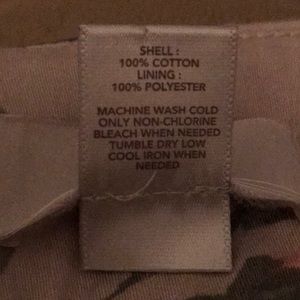 SHELL :
100% COTTON
LINING :
100% POLYESTER
MACHINE WASH COLD
ONLY NON-CHLORINE
BLEACH WHEN NEEDED
TUMBLE DRY LOW
COOL IRON WHEN
NEEDED